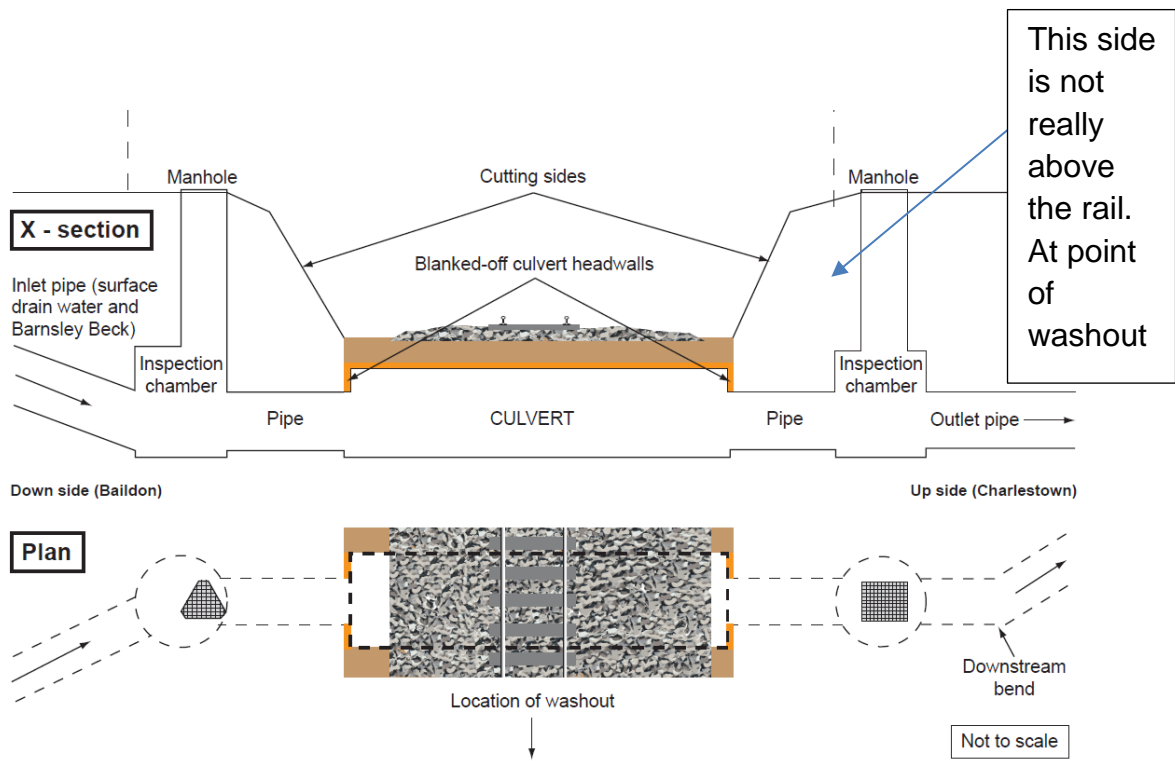 This side
is not
really
above
the rail.
At point
of
washout
Manhole
Cutting sides
Manhole
X - section
Blanked-off culvert headwalls
Inlet pipe (surface
drain water and
Barnsley Beck)
Inspection
chamber
Inspection
chamber
Pipe
CULVERT
Pipe
Outlet pipe
Down side (Baildon)
Up side (Charlestown)
Plan
Location of washout
Downstream
bend
Not to scale